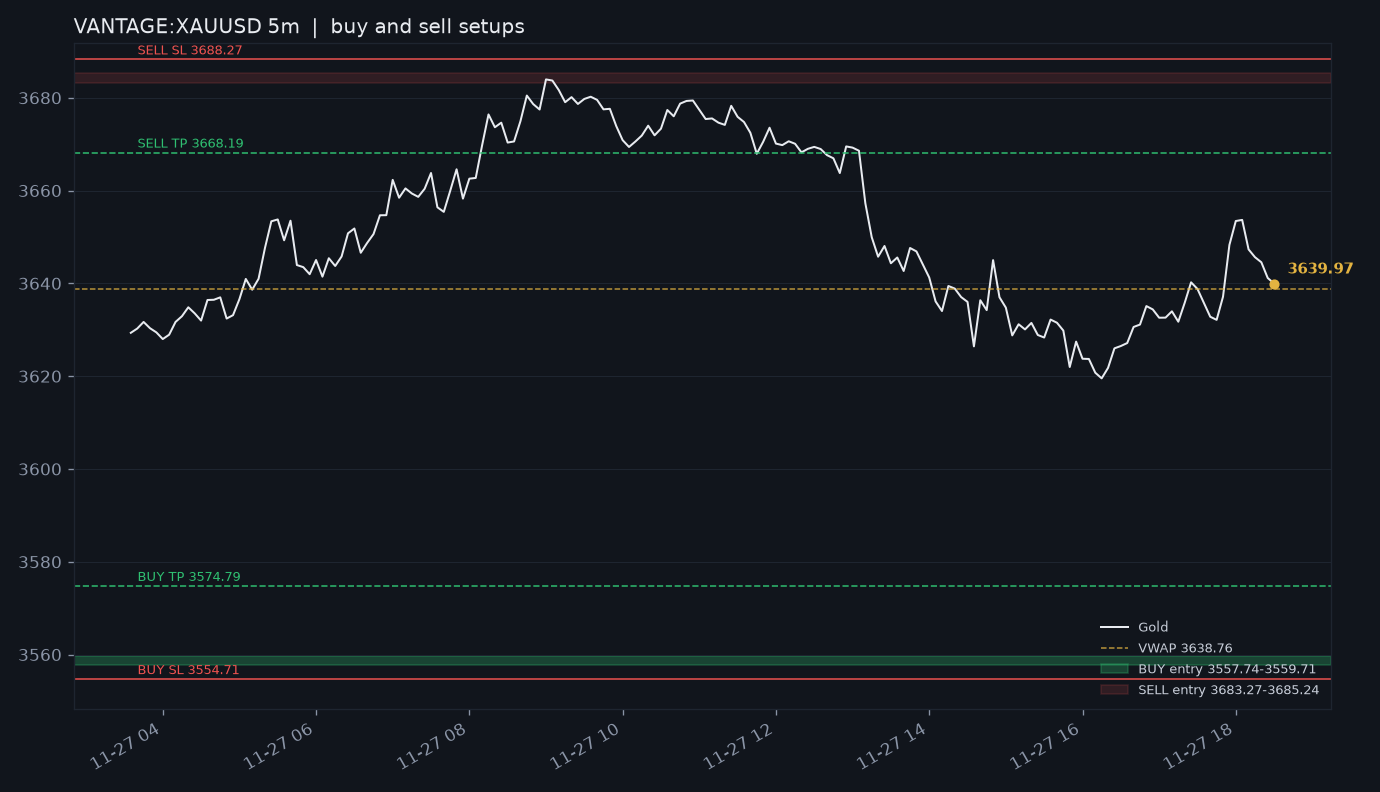 VANTAGE:XAUUSD 5m | buy and sell setups
SELL SL 3688.27
3680
SELL TP 3668.19
3660
3639.97
3640
3620
3600
3580
BUY TP 3574.79
Gold
VWAP 3638.76
3560
BUY SL 3554.71
BUY entry 3557.74-3559.71
SELL entry 3683.27-3685.24
11-27 04
11-27 06
11-27 08
11-27 10
11-27 12
11-27 14
11-27 16
11-27 18